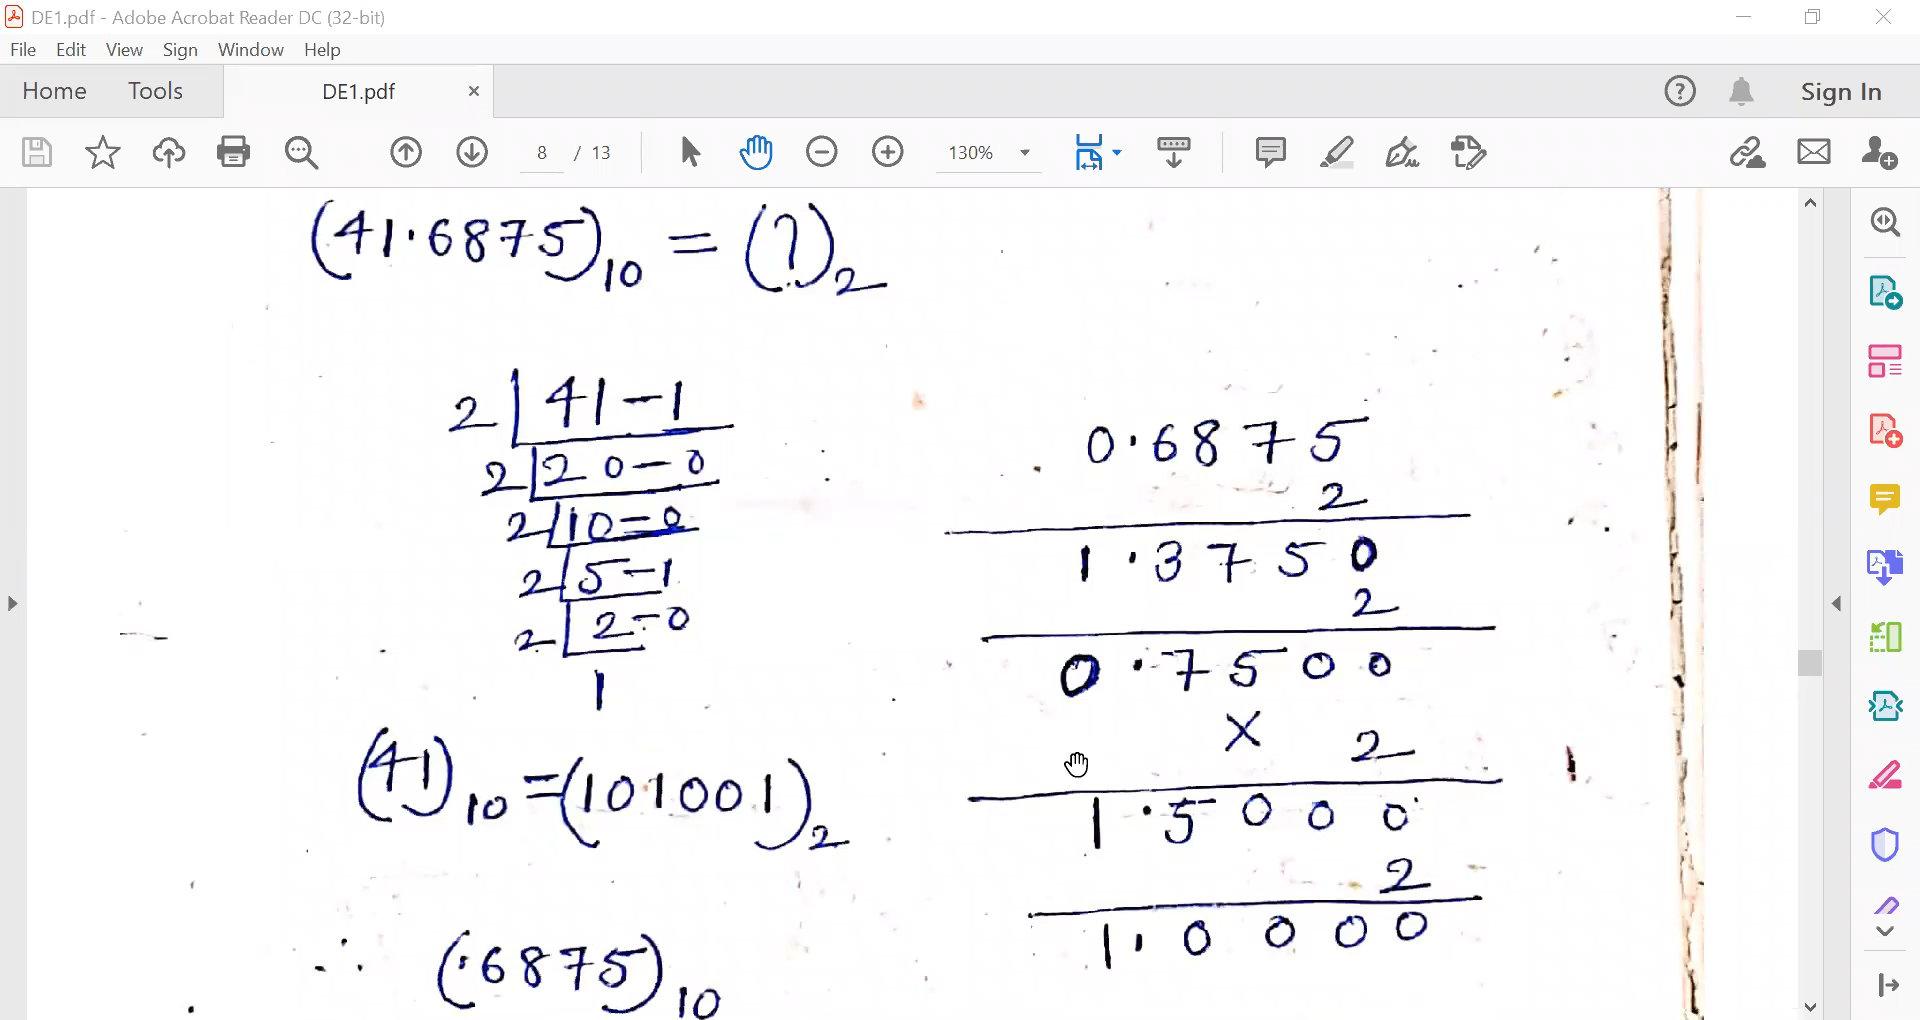 DE1.pdf - Adobe Acrobat Reader DC (32-bit)
File Edit View Sign Window Help
Home Tools DE1.pdf × Sign In
8 / 13 130%
(41.6875)₁₀ = (?)₂
2 | 41 - 1
2 | 20 - 0
2 | 10 = 0
2 | 5 - 1
2 | 2 - 0
1
(41)₁₀ = (101001)₂
∴ (.6875)₁₀
0.6875
2
1.3750
2
0.7500
× 2
1.5000
2
1.0000